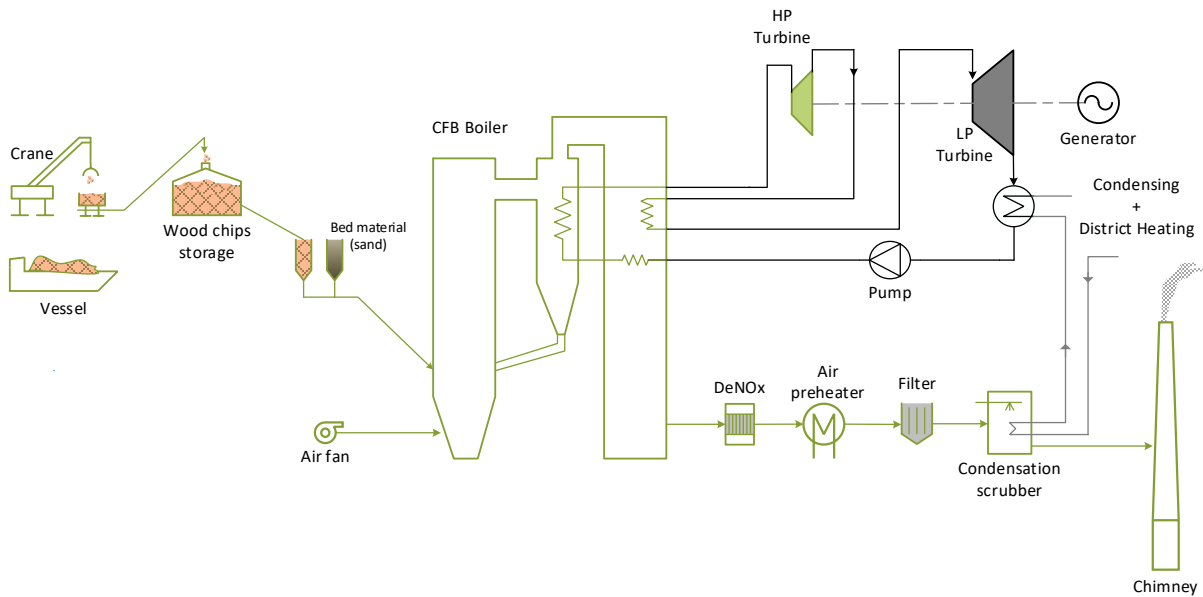 HP
Turbine
CFB Boiler
LP
Turbine
Generator
Crane
Condensing
+
District Heating
Wood chips
storage
Bed material
(sand)
Vessel
Pump
DeNOx
Air
preheater
Filter
Air fan
Condensation
scrubber
Chimney